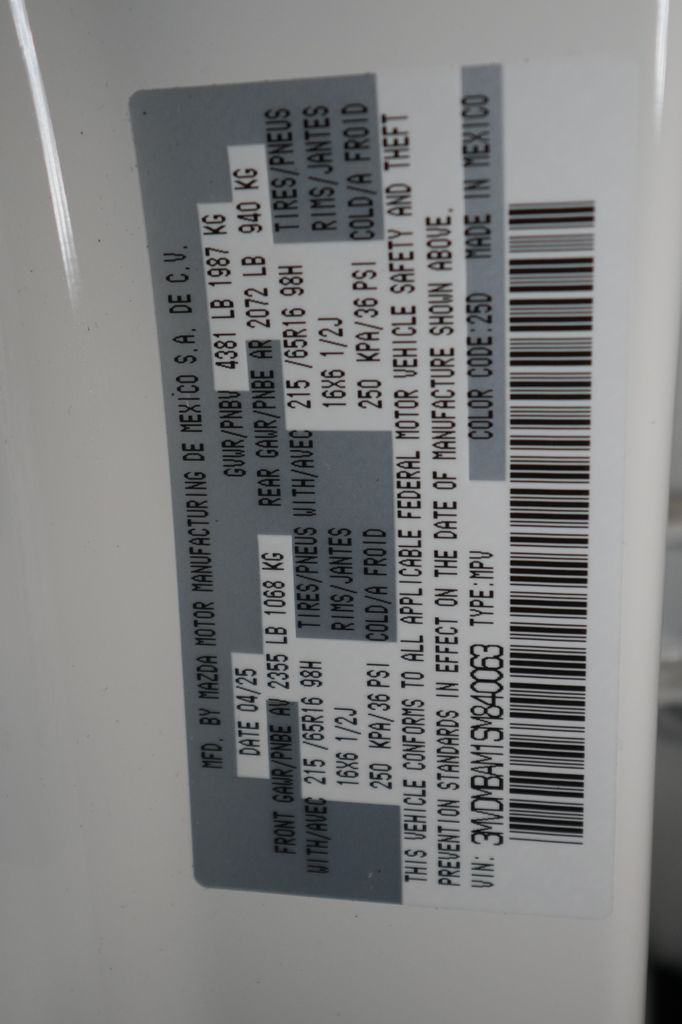 MFD. BY MAZDA MOTOR MANUFACTURING DE MEXICO S.A. DE C.V.
DATE 04/25 GVWR/PNBV 4381 LB 1987 KG
FRONT GAWR/PNBE AV 2355 LB 1068 KG REAR GAWR/PNBE AR 2072 LB 940 KG
WITH/AVEC 215 /65R16 98H TIRES/PNEUS WITH/AVEC 215 /65R16 98H TIRES/PNEUS
16X6 1/2J RIMS/JANTES 16X6 1/2J RIMS/JANTES
250 KPA/36 PSI COLD/A FROID 250 KPA/36 PSI COLD/A FROID
THIS VEHICLE CONFORMS TO ALL APPLICABLE FEDERAL MOTOR VEHICLE SAFETY AND THEFT
PREVENTION STANDARDS IN EFFECT ON THE DATE OF MANUFACTURE SHOWN ABOVE.
VIN: 3MVDMBAM1SM840063 TYPE:MPV COLOR CODE:25D MADE IN MEXICO